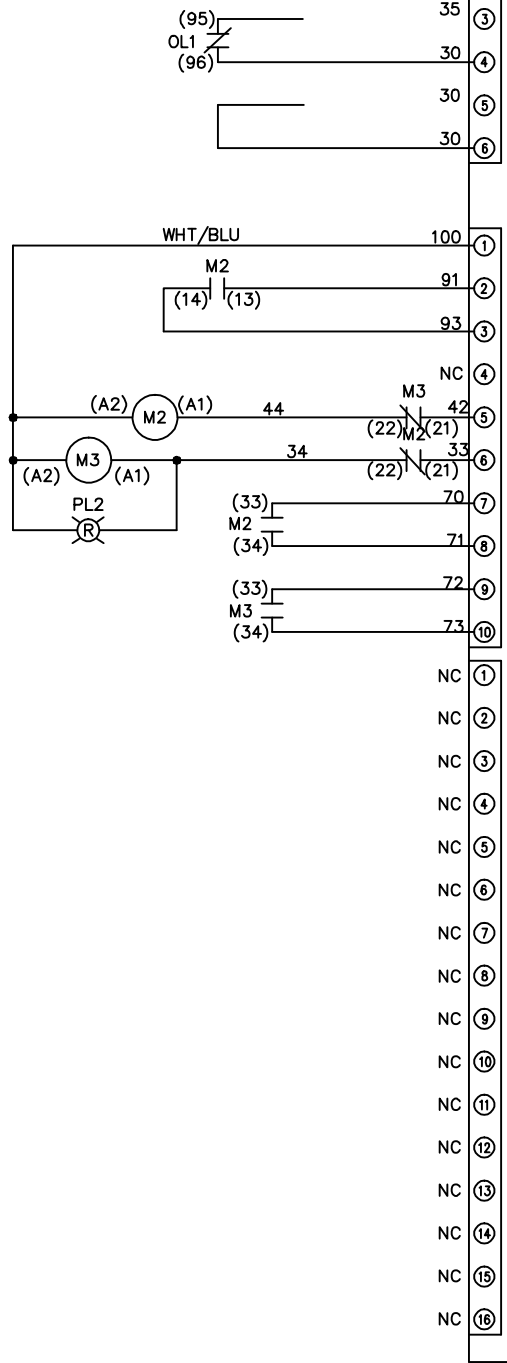 (95) 35 3
OL1
(96) 30 4
30 5
30 6
WHT/BLU 100 1
M2
(14) (13) 91 2
93 3
NC 4
M3
(A2) M2 (A1) 44 (22) (21) 42 5
M2
(A2) M3 (A1) 34 (22) (21) 33 6
PL2
R
(33) 70 7
M2
(34) 71 8
(33) 72 9
M3
(34) 73 10
NC 1
NC 2
NC 3
NC 4
NC 5
NC 6
NC 7
NC 8
NC 9
NC 10
NC 11
NC 12
NC 13
NC 14
NC 15
NC 16